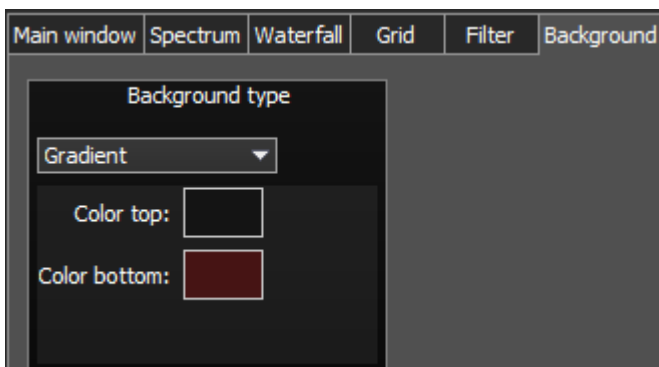 Main window Spectrum Waterfall Grid Filter Background
Background type
Gradient
Color top:
Color bottom: